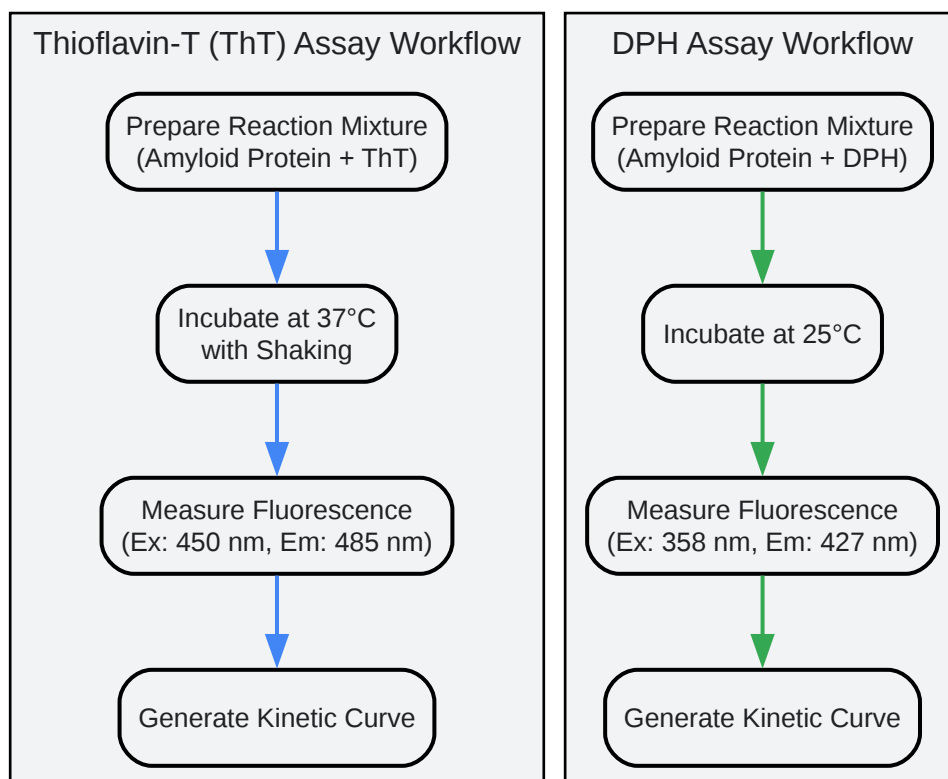 Thioflavin-T (ThT) Assay Workflow
Prepare Reaction Mixture
(Amyloid Protein + ThT)
Incubate at 37°C
with Shaking
Measure Fluorescence
(Ex: 450 nm, Em: 485 nm)
Generate Kinetic Curve
DPH Assay Workflow
Prepare Reaction Mixture
(Amyloid Protein + DPH)
Incubate at 25°C
Measure Fluorescence
(Ex: 358 nm, Em: 427 nm)
Generate Kinetic Curve